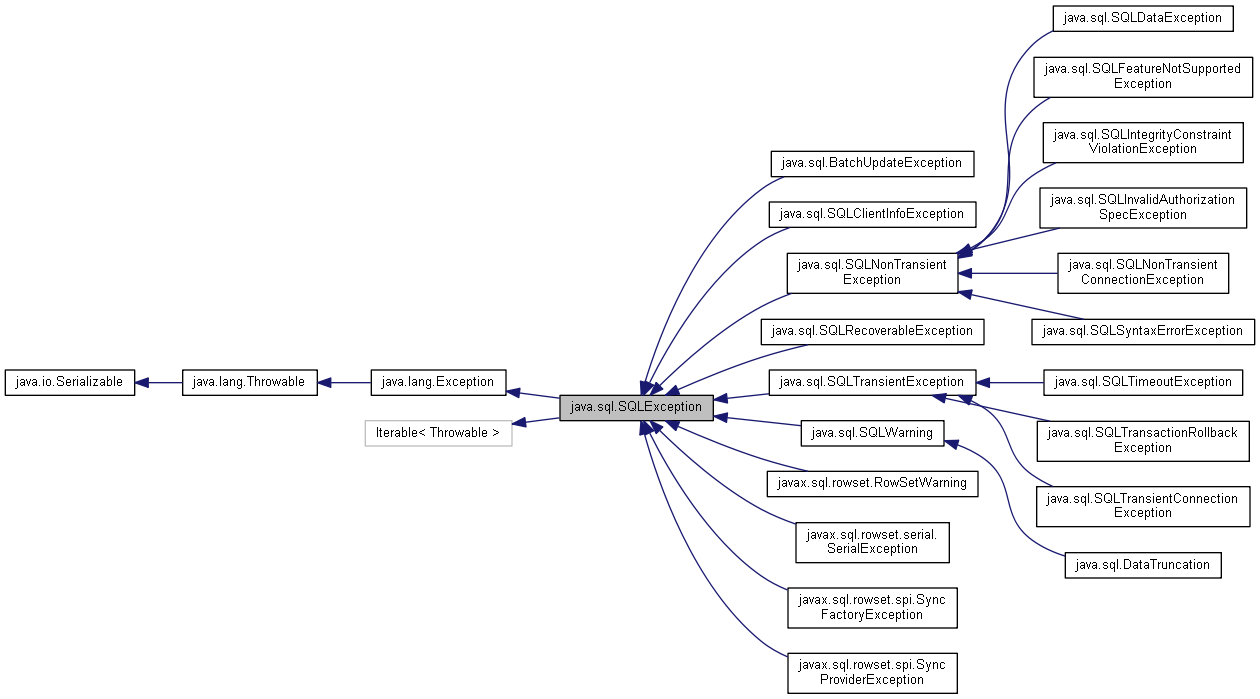 java.sql.SQLDataException
java.sql.SQLFeatureNotSupported
Exception
java.sql.SQLIntegrityConstraint
ViolationException
java.sql.BatchUpdateException
java.sql.SQLInvalidAuthorization
SpecException
java.sql.SQLClientInfoException
java.sql.SQLNonTransient
Exception
java.sql.SQLNonTransient
ConnectionException
java.sql.SQLRecoverableException
java.sql.SQLSyntaxErrorException
java.io.Serializable
java.lang.Throwable
java.lang.Exception
java.sql.SQLTransientException
java.sql.SQLTimeoutException
java.sql.SQLException
Iterable< Throwable >
java.sql.SQLWarning
java.sql.SQLTransactionRollback
Exception
javax.sql.rowset.RowSetWarning
java.sql.SQLTransientConnection
Exception
javax.sql.rowset.serial.
SerialException
java.sql.DataTruncation
javax.sql.rowset.spi.Sync
FactoryException
javax.sql.rowset.spi.Sync
ProviderException